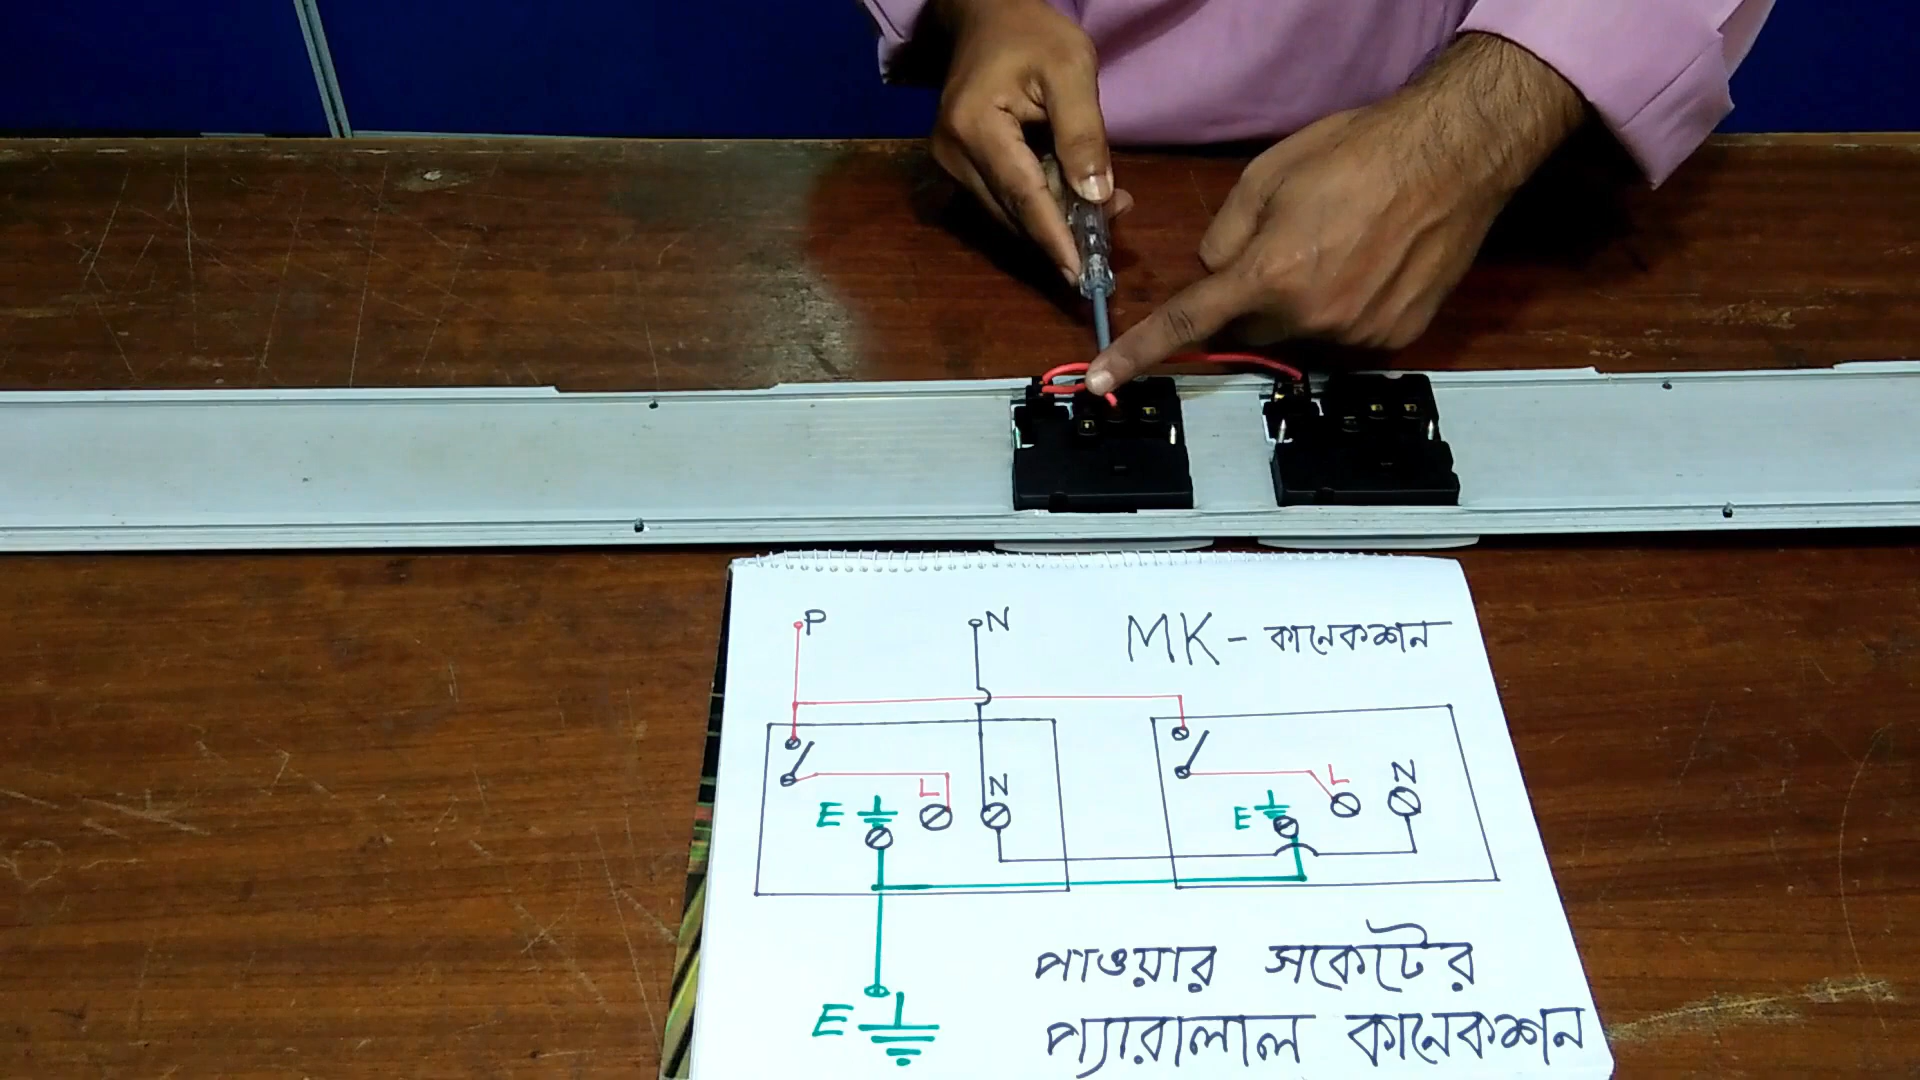 P N MK - কানেকশন
L N L N
E E
E
পাওয়ার সকেটের
প্যারালাল কানেকশন